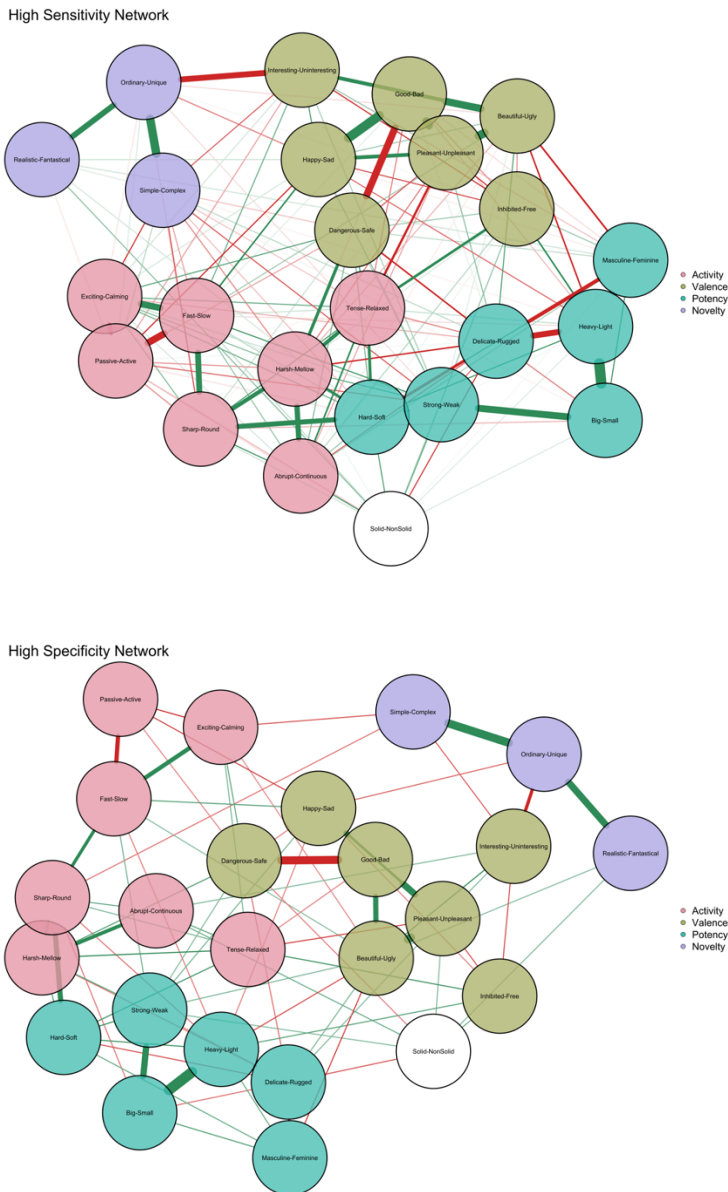 High Sensitivity Network
Interesting-Uninteresting
Ordinary-Unique
Good-Bad
Beautiful-Ugly
Pleasant-Unpleasant
Realistic-Fantastical
Happy-Sad
Simple-Complex
Inhibited-Free
Dangerous-Safe
Masculine-Feminine
Activity
Valence
Potency
Novelty
Exciting-Calming
Tense-Relaxed
Fast-Slow
Heavy-Light
Delicate-Rugged
Passive-Active
Harsh-Mellow
Strong-Weak
Hard-Soft
Big-Small
Sharp-Round
Abrupt-Continuous
Solid-NonSolid
High Specificity Network
Passive-Active
Simple-Complex
Exciting-Calming
Ordinary-Unique
Fast-Slow
Happy-Sad
Interesting-Uninteresting
Realistic-Fantastical
Dangerous-Safe
Good-Bad
Sharp-Round
Abrupt-Continuous
Pleasant-Unpleasant
Activity
Valence
Potency
Novelty
Tense-Relaxed
Harsh-Mellow
Beautiful-Ugly
Inhibited-Free
Strong-Weak
Hard-Soft
Heavy-Light
Solid-NonSolid
Delicate-Rugged
Big-Small
Masculine-Feminine